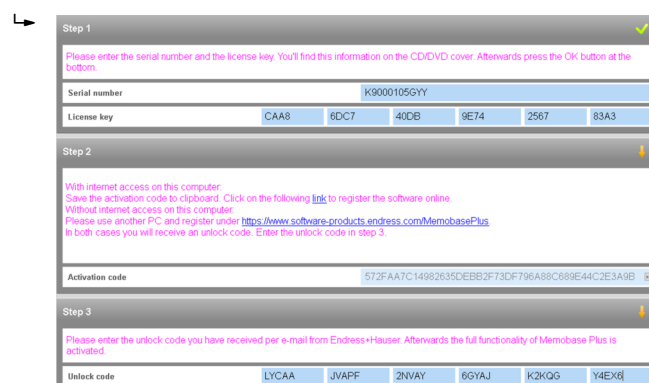 Step 1
Please enter the serial number and the license key. You'll find this information on the CD/DVD cover. Afterwards press the OK button at the
bottom.
Serial number K9000105GYY
License key CAA8 6DC7 40DB 9E74 2567 83A3
Step 2
With internet access on this computer:
Save the activation code to clipboard. Click on the following link to register the software online.
Without internet access on this computer:
Please use another PC and register under https://www.software-products.endress.com/MemobasePlus.
In both cases you will receive an unlock code. Enter the unlock code in step 3.
Activation code 572FAA7C14982635DEBB2F73DF796A88C689E44C2E3A9B
Step 3
Please enter the unlock code you have received per e-mail from Endress+Hauser. Afterwards the full functionality of Memobase Plus is
activated.
Unlock code LYCAA JVAPF 2NVAY 6GYAJ K2KQG Y4EX6